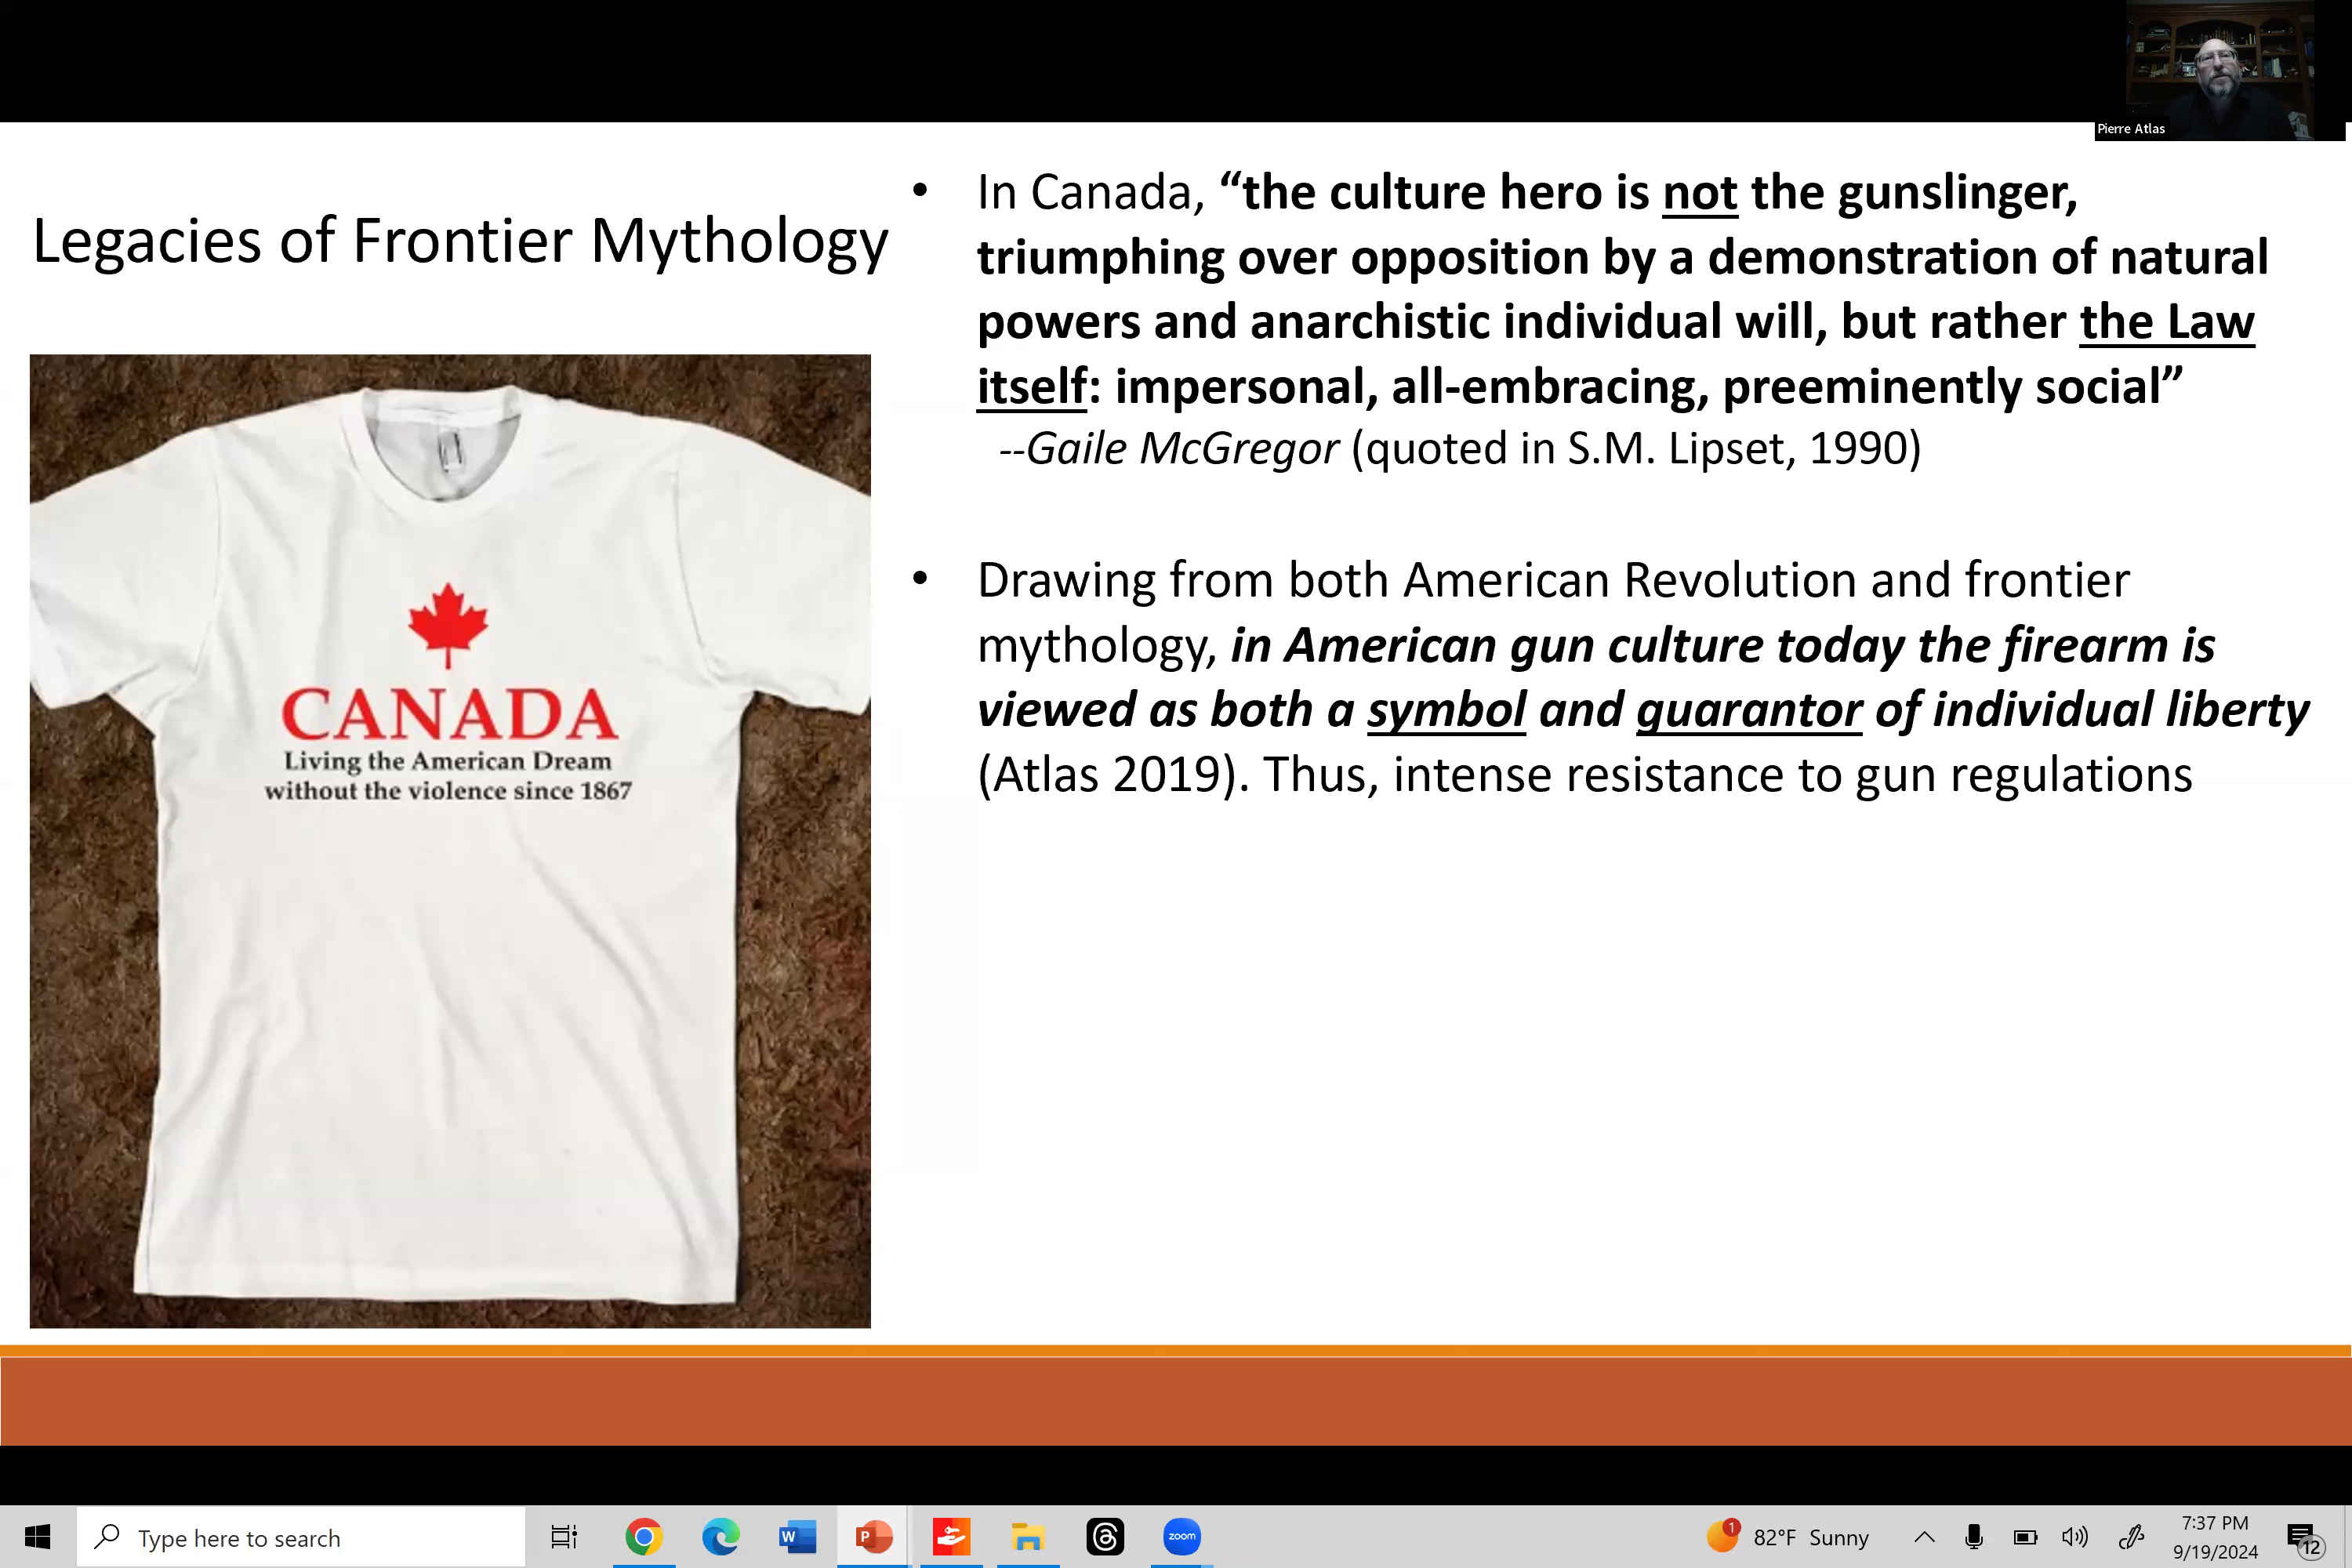 Pierre Atlas
Legacies of Frontier Mythology
• In Canada, “the culture hero is not the gunslinger,
triumphing over opposition by a demonstration of natural
powers and anarchistic individual will, but rather the Law
itself: impersonal, all-embracing, preeminently social”
--Gaile McGregor (quoted in S.M. Lipset, 1990)
• Drawing from both American Revolution and frontier
mythology, in American gun culture today the firearm is
viewed as both a symbol and guarantor of individual liberty
(Atlas 2019). Thus, intense resistance to gun regulations
CANADA
Living the American Dream
without the violence since 1867
Type here to search
W
P
zoom
1
82°F Sunny
7:37 PM
9/19/2024
12